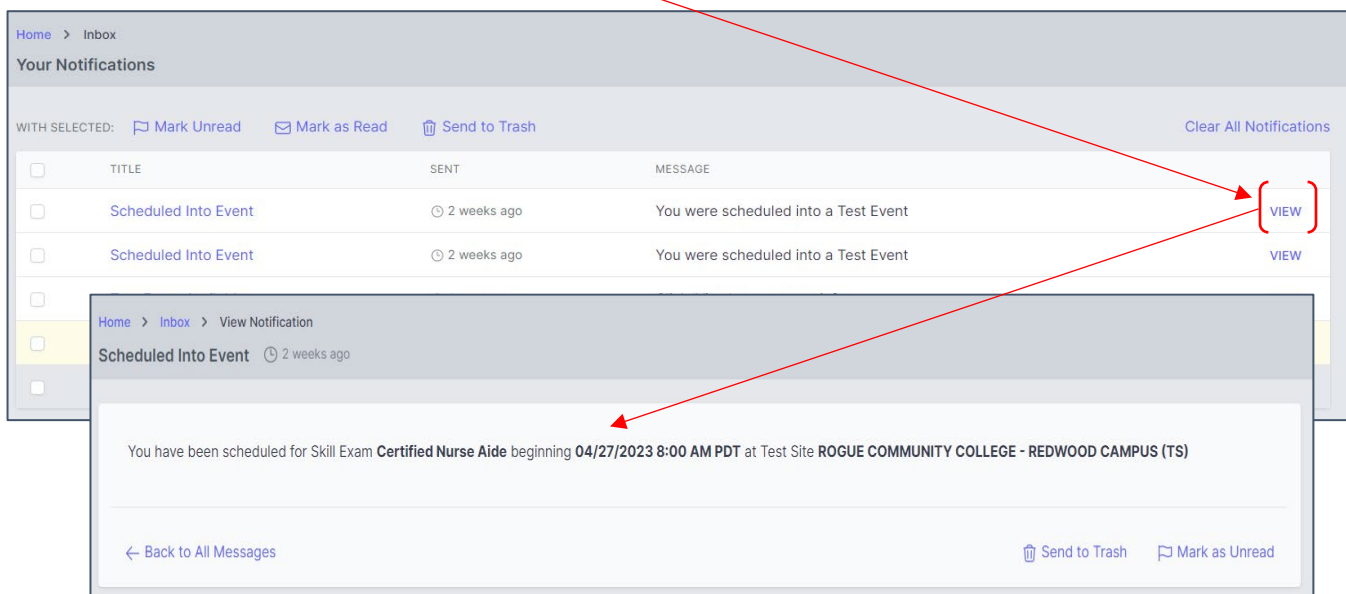 Home > Inbox
Your Notifications
WITH SELECTED: Mark Unread Mark as Read Send to Trash Clear All Notifications
TITLE SENT MESSAGE
Scheduled Into Event 2 weeks ago You were scheduled into a Test Event VIEW
Scheduled Into Event 2 weeks ago You were scheduled into a Test Event VIEW
Home > Inbox > View Notification
Scheduled Into Event 2 weeks ago
You have been scheduled for Skill Exam Certified Nurse Aide beginning 04/27/2023 8:00 AM PDT at Test Site ROGUE COMMUNITY COLLEGE - REDWOOD CAMPUS (TS)
← Back to All Messages Send to Trash Mark as Unread